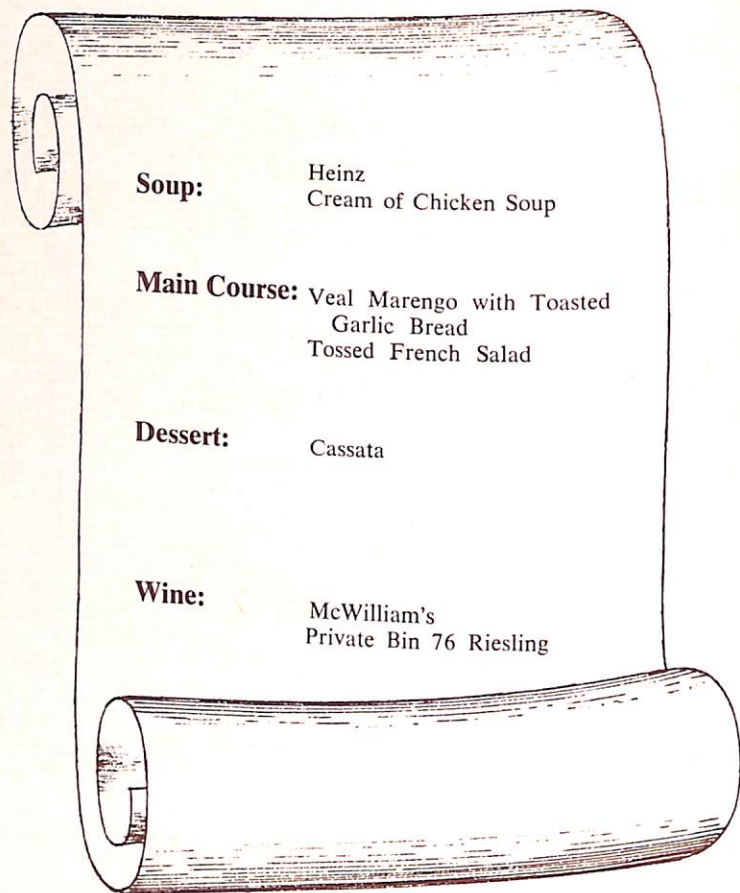 Soup: Heinz
Cream of Chicken Soup
Main Course: Veal Marengo with Toasted
Garlic Bread
Tossed French Salad
Dessert: Cassata
Wine: McWilliam's
Private Bin 76 Riesling